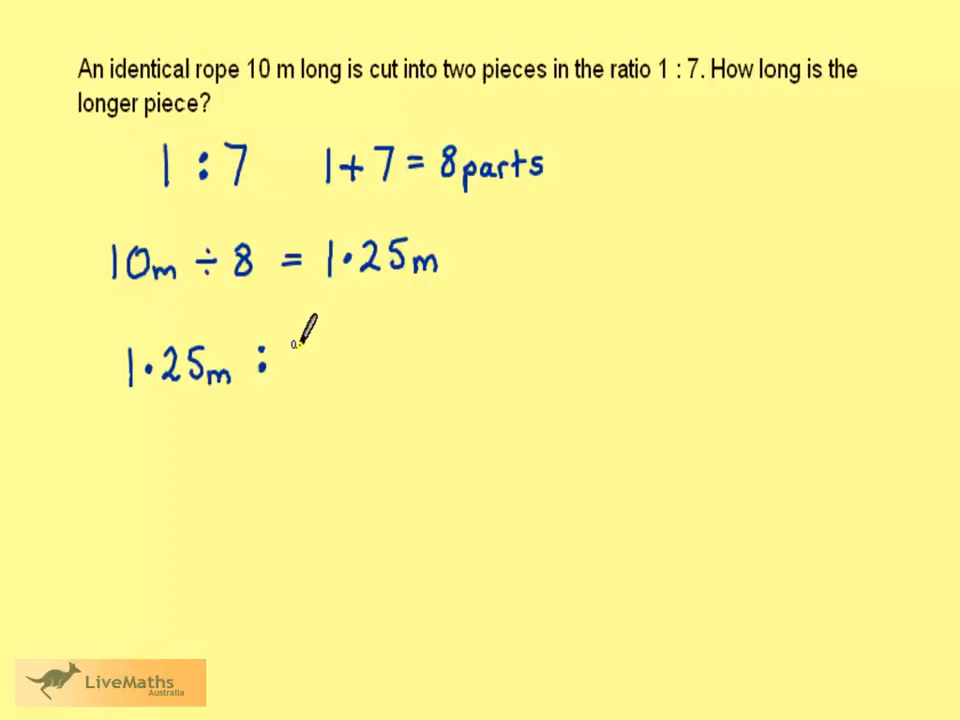 An identical rope 10 m long is cut into two pieces in the ratio 1 : 7. How long is the
longer piece?
1 : 7 1 + 7 = 8 parts
10m ÷ 8 = 1.25m
1.25m :
LiveMaths
Australia